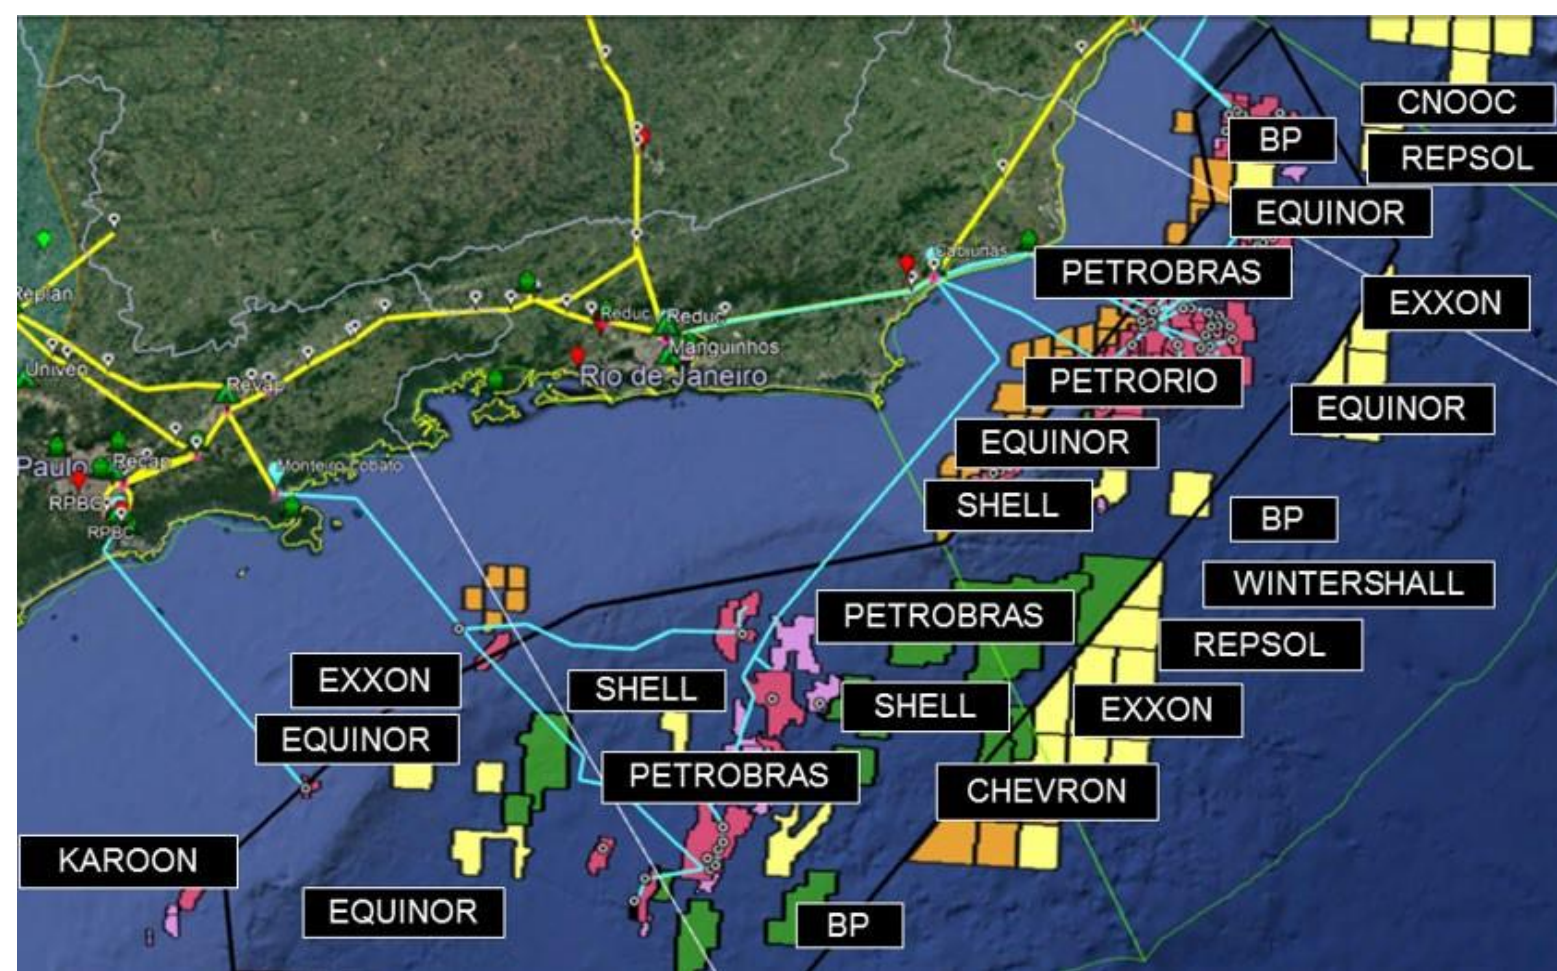 CNOOC
BP
REPSOL
EQUINOR
Cabiunas
PETROBRAS
Replan
EXXON
Reduc
Reduc
Manguinhos
Univen
Rio de Janeiro
PETRORIO
Revap
EQUINOR
EQUINOR
Paulo
Recap
Monteiro Lobato
RPBC
SHELL
BP
RPBC
WINTERSHALL
PETROBRAS
REPSOL
EXXON
SHELL
SHELL
EXXON
EQUINOR
PETROBRAS
CHEVRON
KAROON
EQUINOR
BP